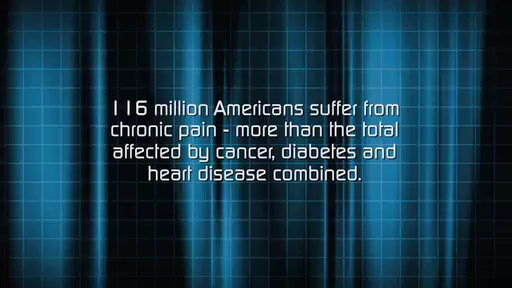 116 million Americans suffer from
chronic pain - more than the total
affected by cancer, diabetes and
heart disease combined.